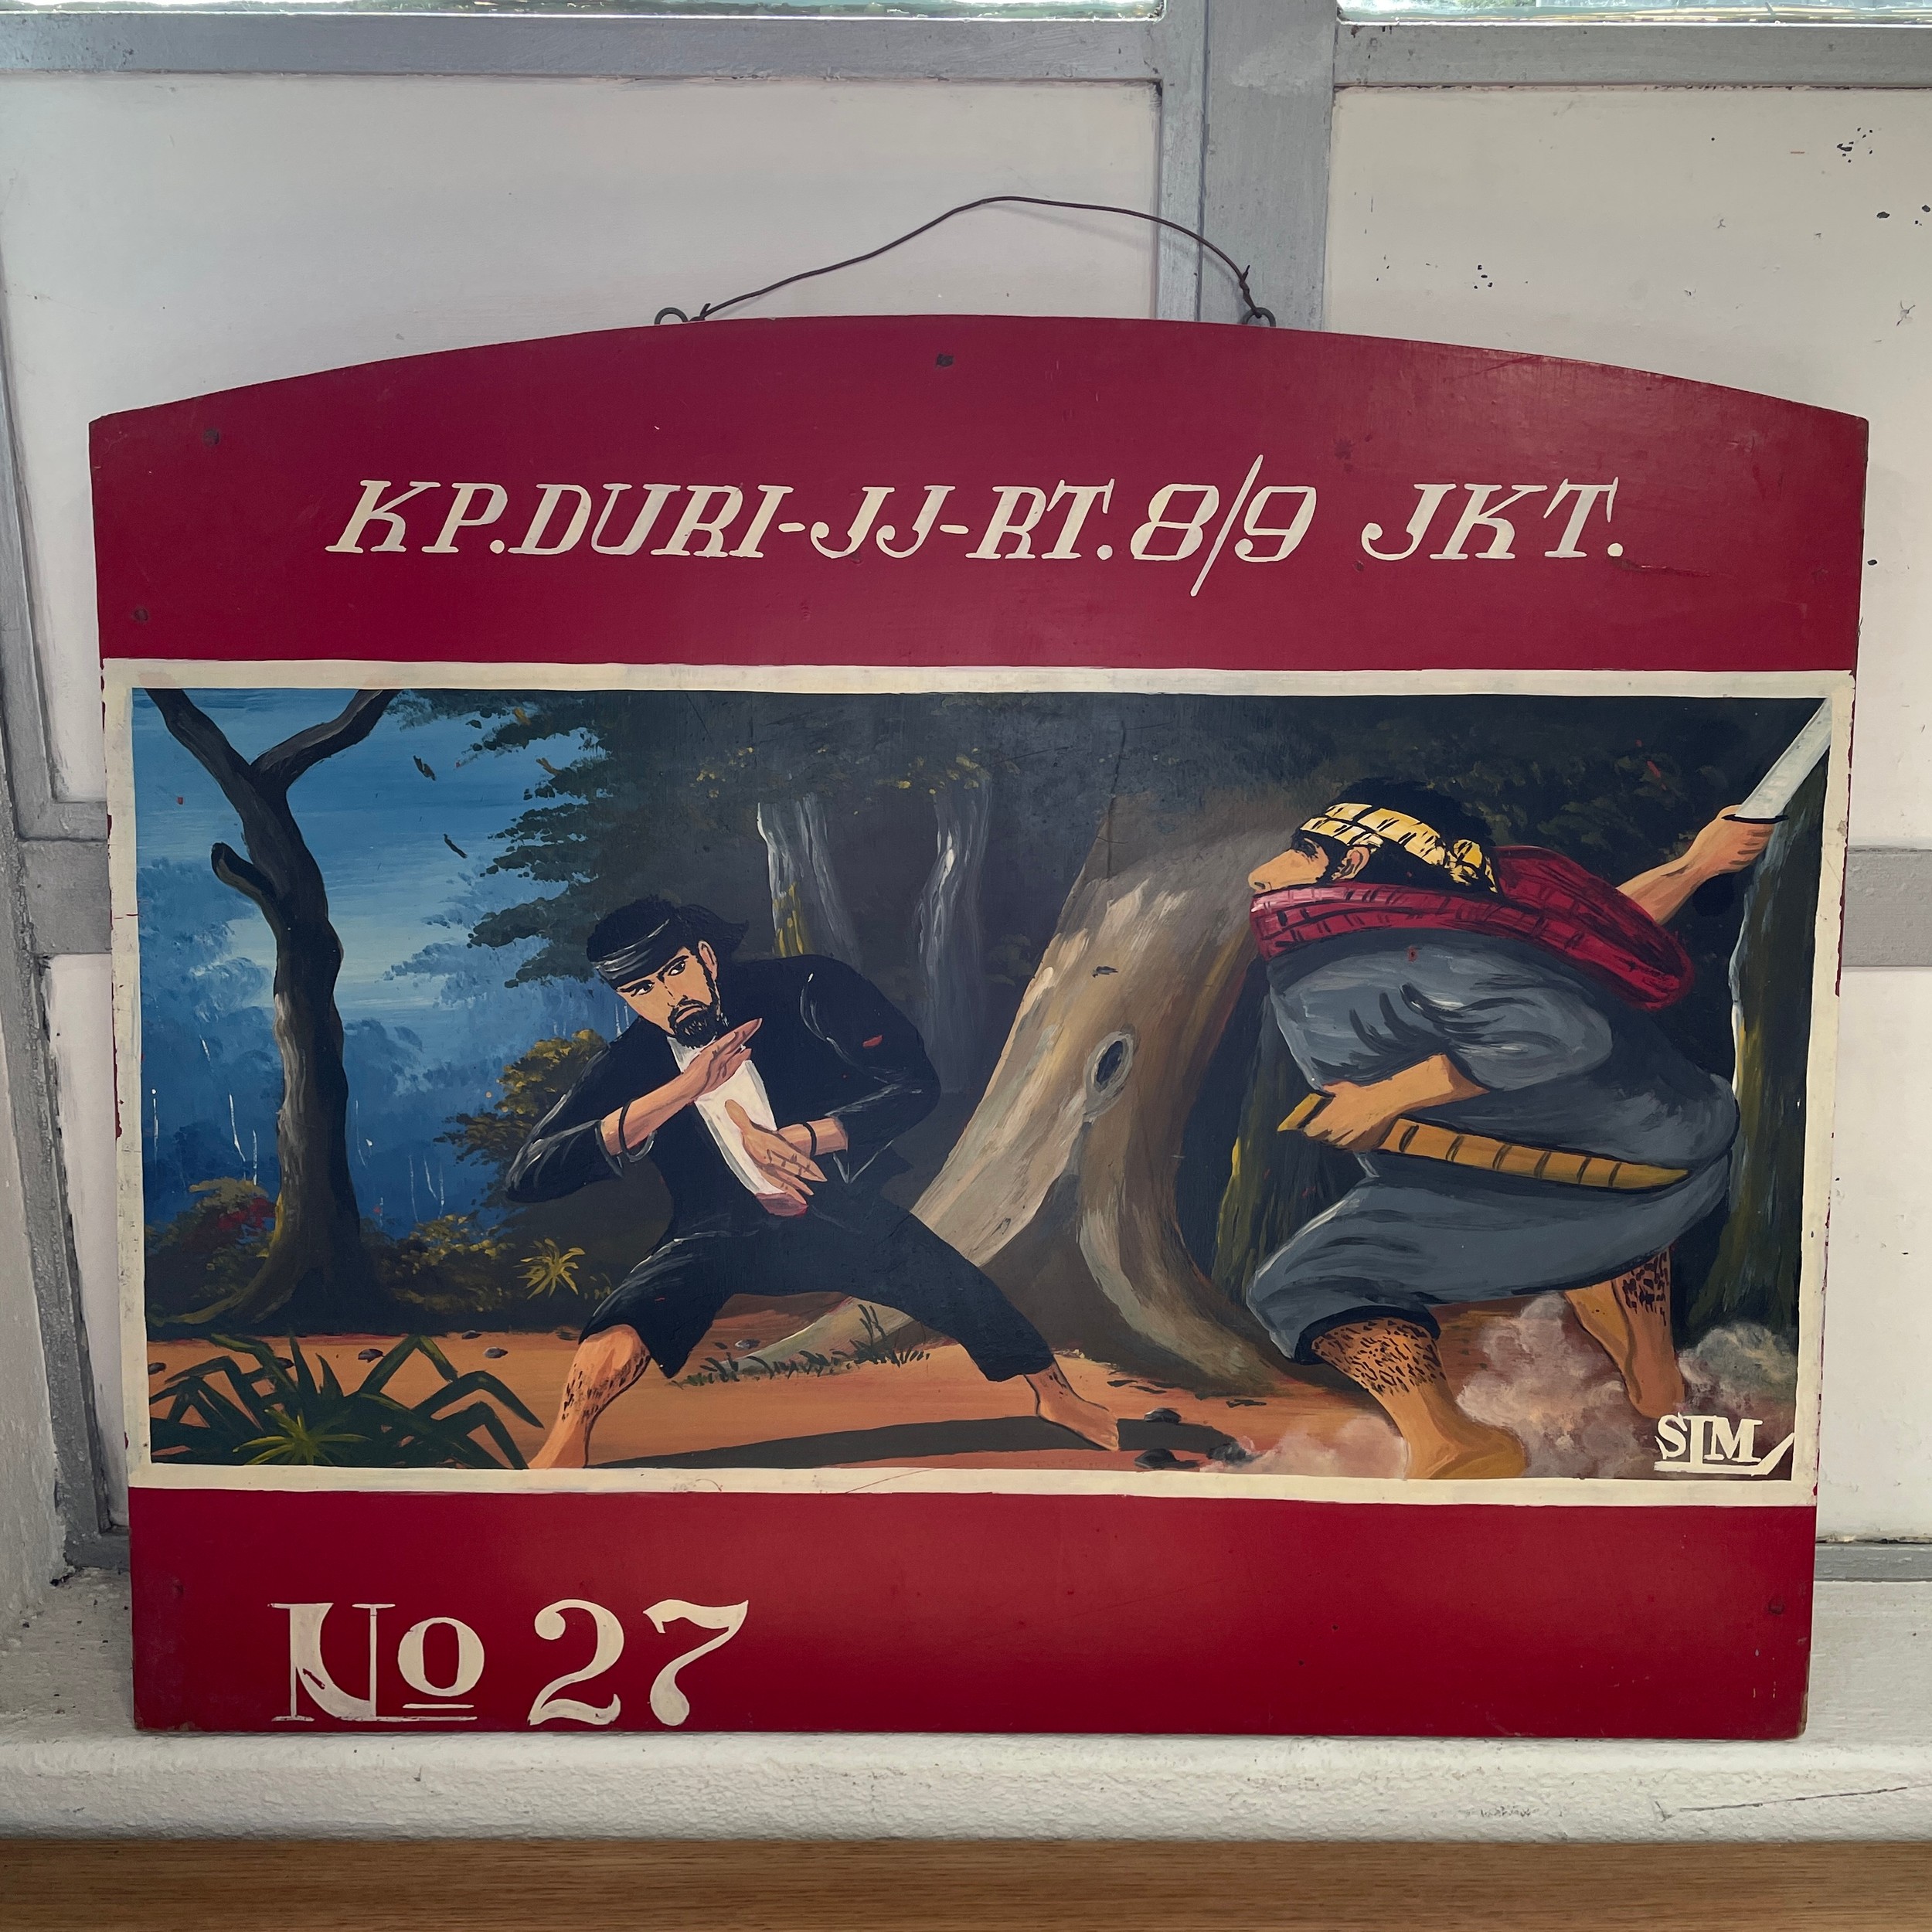 KP.DURI-JJ-RT.8/9 JKT.
SLM
No 27